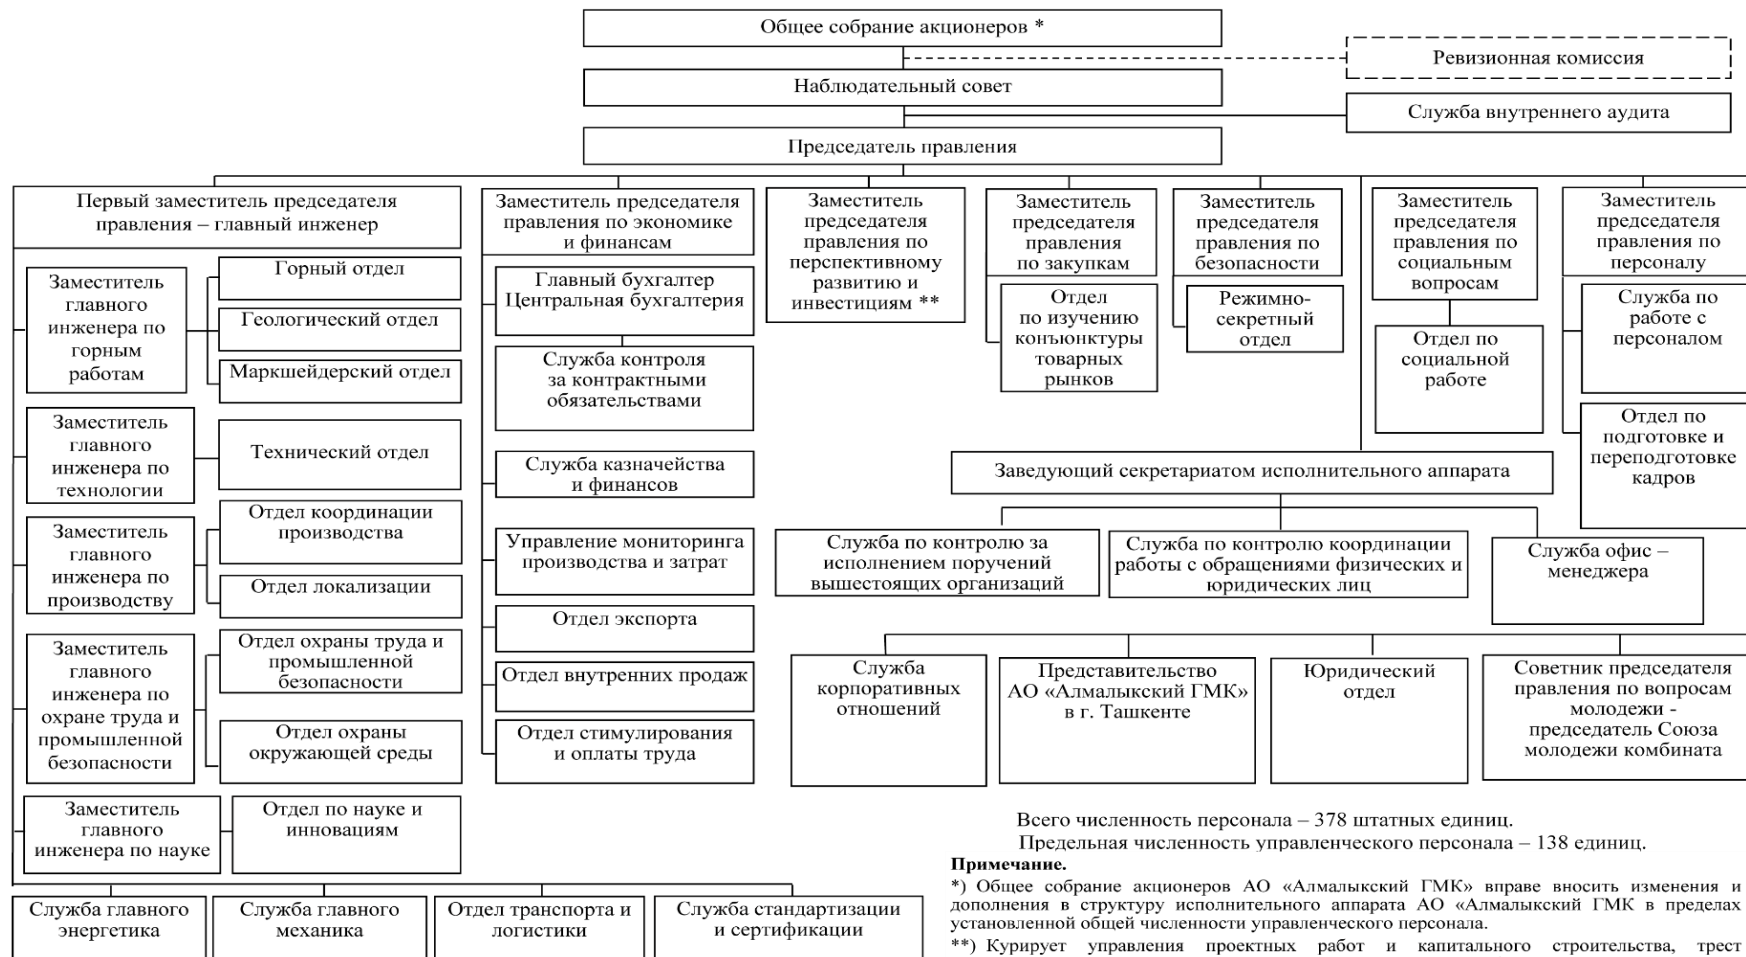 Общее собрание акционеров *
Ревизионная комиссия
Наблюдательный совет
Служба внутреннего аудита
Председатель правления
Первый заместитель председателя
правления – главный инженер
Заместитель
главного
инженера по
горным
работам
Горный отдел
Геологический отдел
Маркшейдерский отдел
Заместитель
главного
инженера по
технологии
Технический отдел
Заместитель
главного
инженера по
производству
Отдел координации
производства
Отдел локализации
Заместитель
главного
инженера по
охране труда и
промышленной
безопасности
Отдел охраны труда и
промышленной
безопасности
Отдел охраны
окружающей среды
Заместитель
главного
инженера по науке
Отдел по науке и
инновациям
Служба главного
энергетика
Служба главного
механика
Отдел транспорта и
логистики
Служба стандартизации
и сертификации
Заместитель председателя
правления по экономике
и финансам
Главный бухгалтер
Центральная бухгалтерия
Служба контроля
за контрактными
обязательствами
Служба казначейства
и финансов
Управление мониторинга
производства и затрат
Отдел экспорта
Отдел внутренних продаж
Отдел стимулирования
и оплаты труда
Заместитель
председателя
правления по
перспективному
развитию и
инвестициям **
Заместитель
председателя
правления
по закупкам
Отдел
по изучению
конъюнктуры
товарных
рынков
Заместитель
председателя
правления по
безопасности
Режимно-
секретный
отдел
Заместитель
председателя
правления по
социальным
вопросам
Отдел по
социальной
работе
Заместитель
председателя
правления по
персоналу
Служба по
работе с
персоналом
Отдел по
подготовке и
переподготовке
кадров
Заведующий секретариатом исполнительного аппарата
Служба по контролю за
исполнением поручений
вышестоящих организаций
Служба по контролю координации
работы с обращениями физических и
юридических лиц
Служба офис –
менеджера
Служба
корпоративных
отношений
Представительство
АО «Алмалыкский ГМК»
в г. Ташкенте
Юридический
отдел
Советник председателя
правления по вопросам
молодежи -
председатель Союза
молодежи комбината
Всего численность персонала – 378 штатных единиц.
Предельная численность управленческого персонала – 138 единиц.
Примечание.
*) Общее собрание акционеров АО «Алмалыкский ГМК» вправе вносить изменения и
дополнения в структуру исполнительного аппарата АО «Алмалыкский ГМК в пределах
установленной общей численности управленческого персонала.
**) Курирует управления проектных работ и капитального строительства, трест